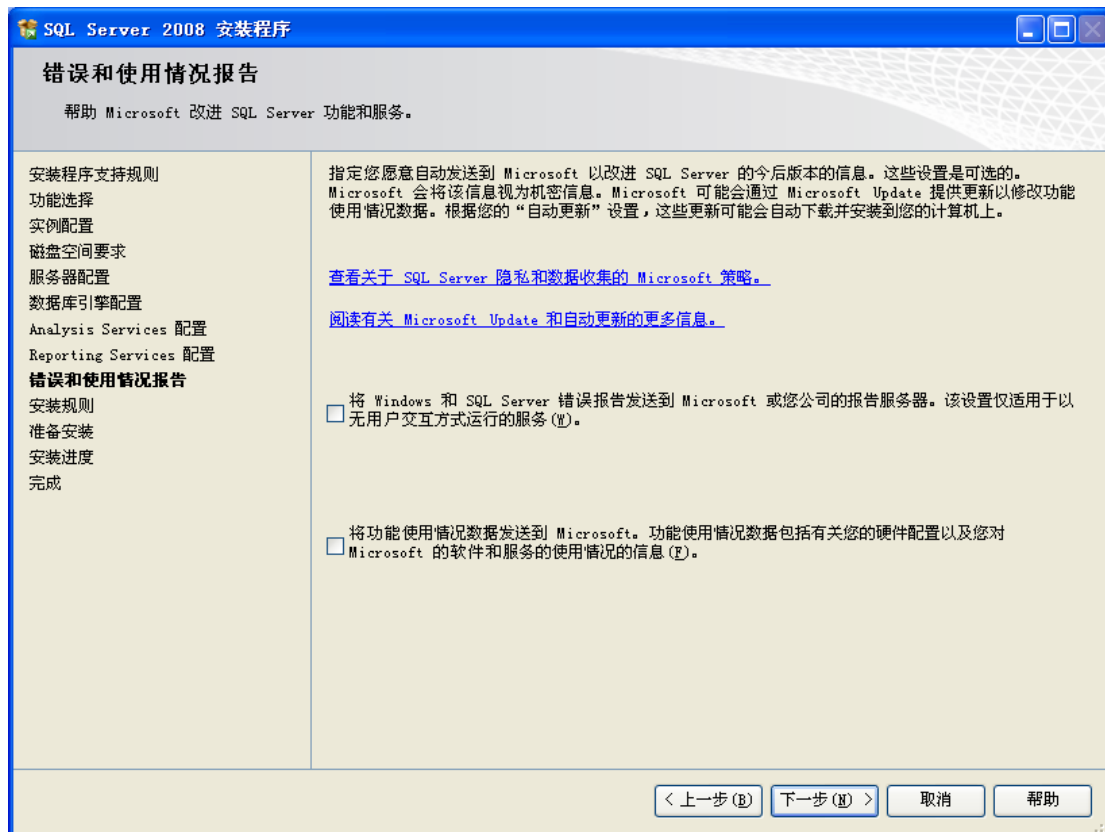 SQL Server 2008 安装程序
错误和使用情况报告
帮助 Microsoft 改进 SQL Server 功能和服务。
安装程序支持规则
功能选择
实例配置
磁盘空间要求
服务器配置
数据库引擎配置
Analysis Services 配置
Reporting Services 配置
错误和使用情况报告
安装规则
准备安装
安装进度
完成
指定您愿意自动发送到 Microsoft 以改进 SQL Server 的今后版本的信息。这些设置是可选的。
Microsoft 会将该信息视为机密信息。Microsoft 可能会通过 Microsoft Update 提供更新以修改功能
使用情况数据。根据您的“自动更新”设置，这些更新可能会自动下载并安装到您的计算机上。
查看关于 SQL Server 隐私和数据收集的 Microsoft 策略。
阅读有关 Microsoft Update 和自动更新的更多信息。
将 Windows 和 SQL Server 错误报告发送到 Microsoft 或您公司的报告服务器。该设置仅适用于以
无用户交互方式运行的服务(W)。
将功能使用情况数据发送到 Microsoft。功能使用情况数据包括有关您的硬件配置以及您对
Microsoft 的软件和服务的使用情况的信息(F)。
< 上一步(B) 下一步(N) > 取消 帮助